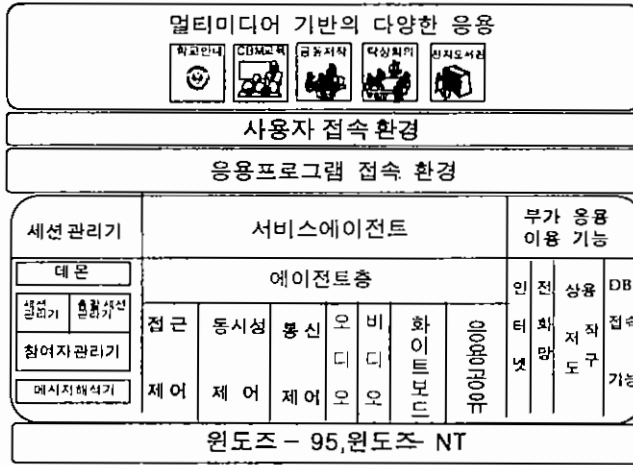 멀티미디어 기반의 다양한 응용
학교안내 CBM교육 공동저작 탁상회의 전자도서관
사용자 접속 환경
응용프로그램 접속 환경
세션 관리기
서비스에이전트
부가 응용
이용 기능
데몬
세션
관리기
총괄세션
관리기
참여자관리기
메시지해석기
에이전트층
접근
제어
동시성
제 어
통신
제어
오디오
비디오
화이트보드
응용공유
인터넷
전화망
상용
저작
도구
DB
접속
기능
윈도즈 - 95,윈도즈- NT